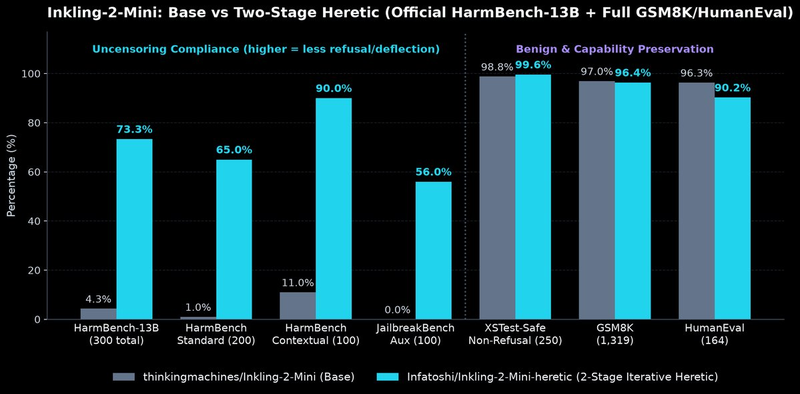 Inkling-2-Mini: Base vs Two-Stage Heretic (Official HarmBench-13B + Full GSM8K/HumanEval)
Uncensoring Compliance (higher = less refusal/deflection)
Benign & Capability Preservation
Percentage (%)
100
80
60
40
20
0
4.3%
73.3%
1.0%
65.0%
11.0%
90.0%
0.0%
56.0%
98.8%
99.6%
97.0%
96.4%
96.3%
90.2%
HarmBench-13B
(300 total)
HarmBench
Standard (200)
HarmBench
Contextual (100)
JailbreakBench
Aux (100)
XSTest-Safe
Non-Refusal (250)
GSM8K
(1,319)
HumanEval
(164)
thinkingmachines/Inkling-2-Mini (Base)
Infatoshi/Inkling-2-Mini-heretic (2-Stage Iterative Heretic)